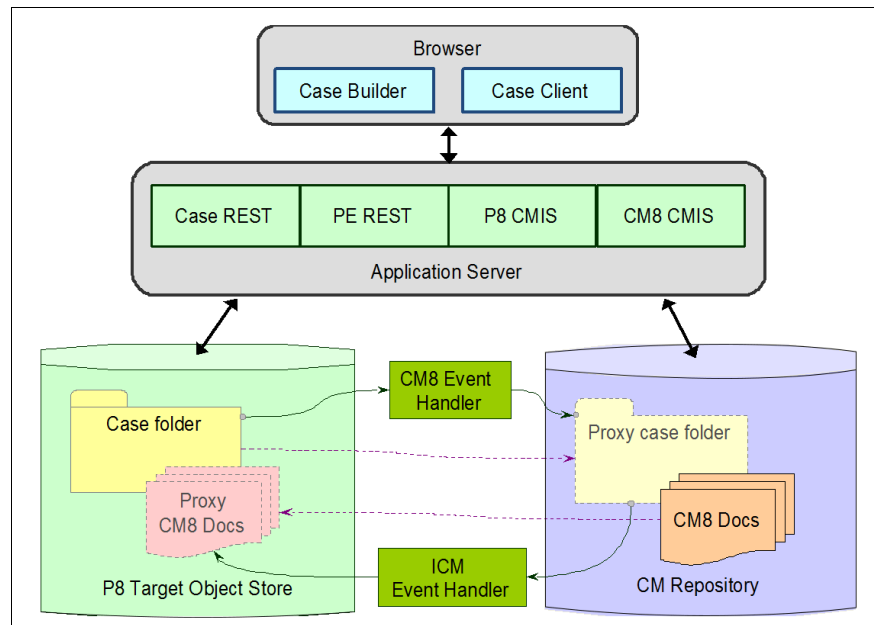 Browser
Case Builder
Case Client
Case REST
PE REST
P8 CMIS
CM8 CMIS
Application Server
CM8 Event
Handler
Case folder
Proxy case folder
Proxy
CM8 Docs
CM8 Docs
ICM
Event Handler
P8 Target Object Store
CM Repository